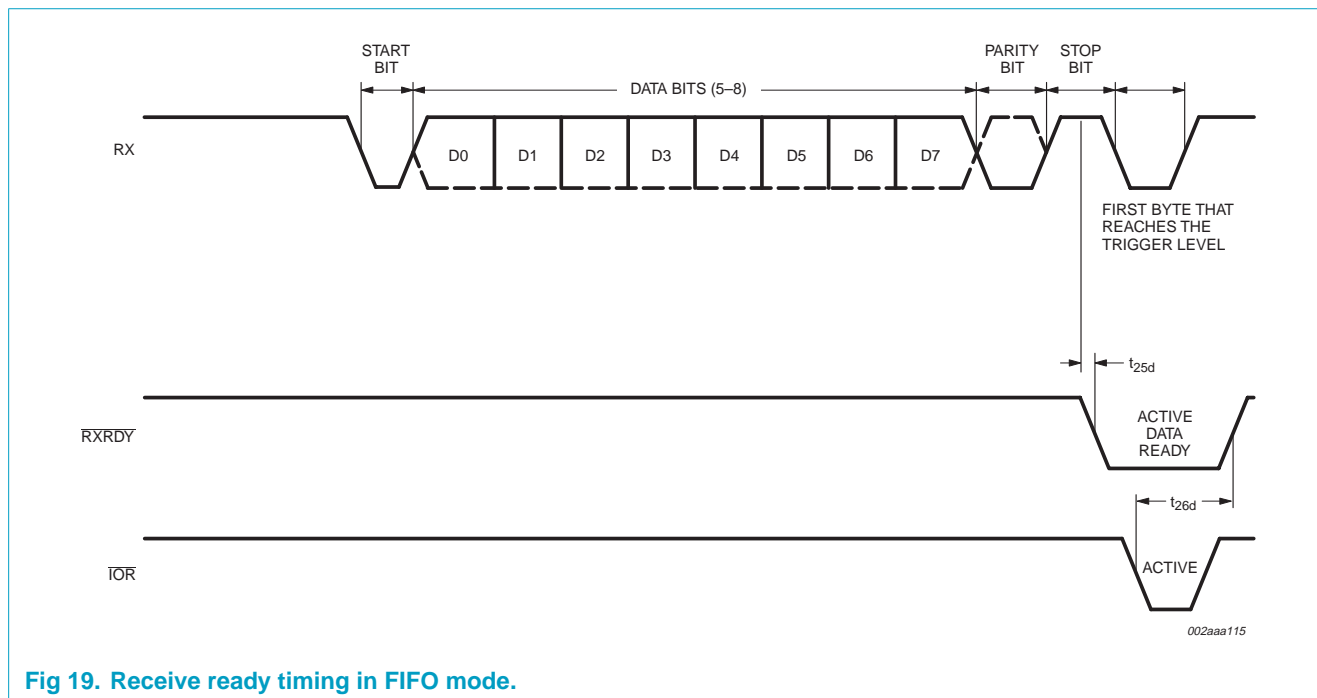 START
BIT
PARITY
BIT
STOP
BIT
DATA BITS (5–8)
RX
D0 D1 D2 D3 D4 D5 D6 D7
FIRST BYTE THAT
REACHES THE
TRIGGER LEVEL
t25d
RXRDY
ACTIVE
DATA
READY
t26d
IOR
ACTIVE
002aaa115
Fig 19. Receive ready timing in FIFO mode.